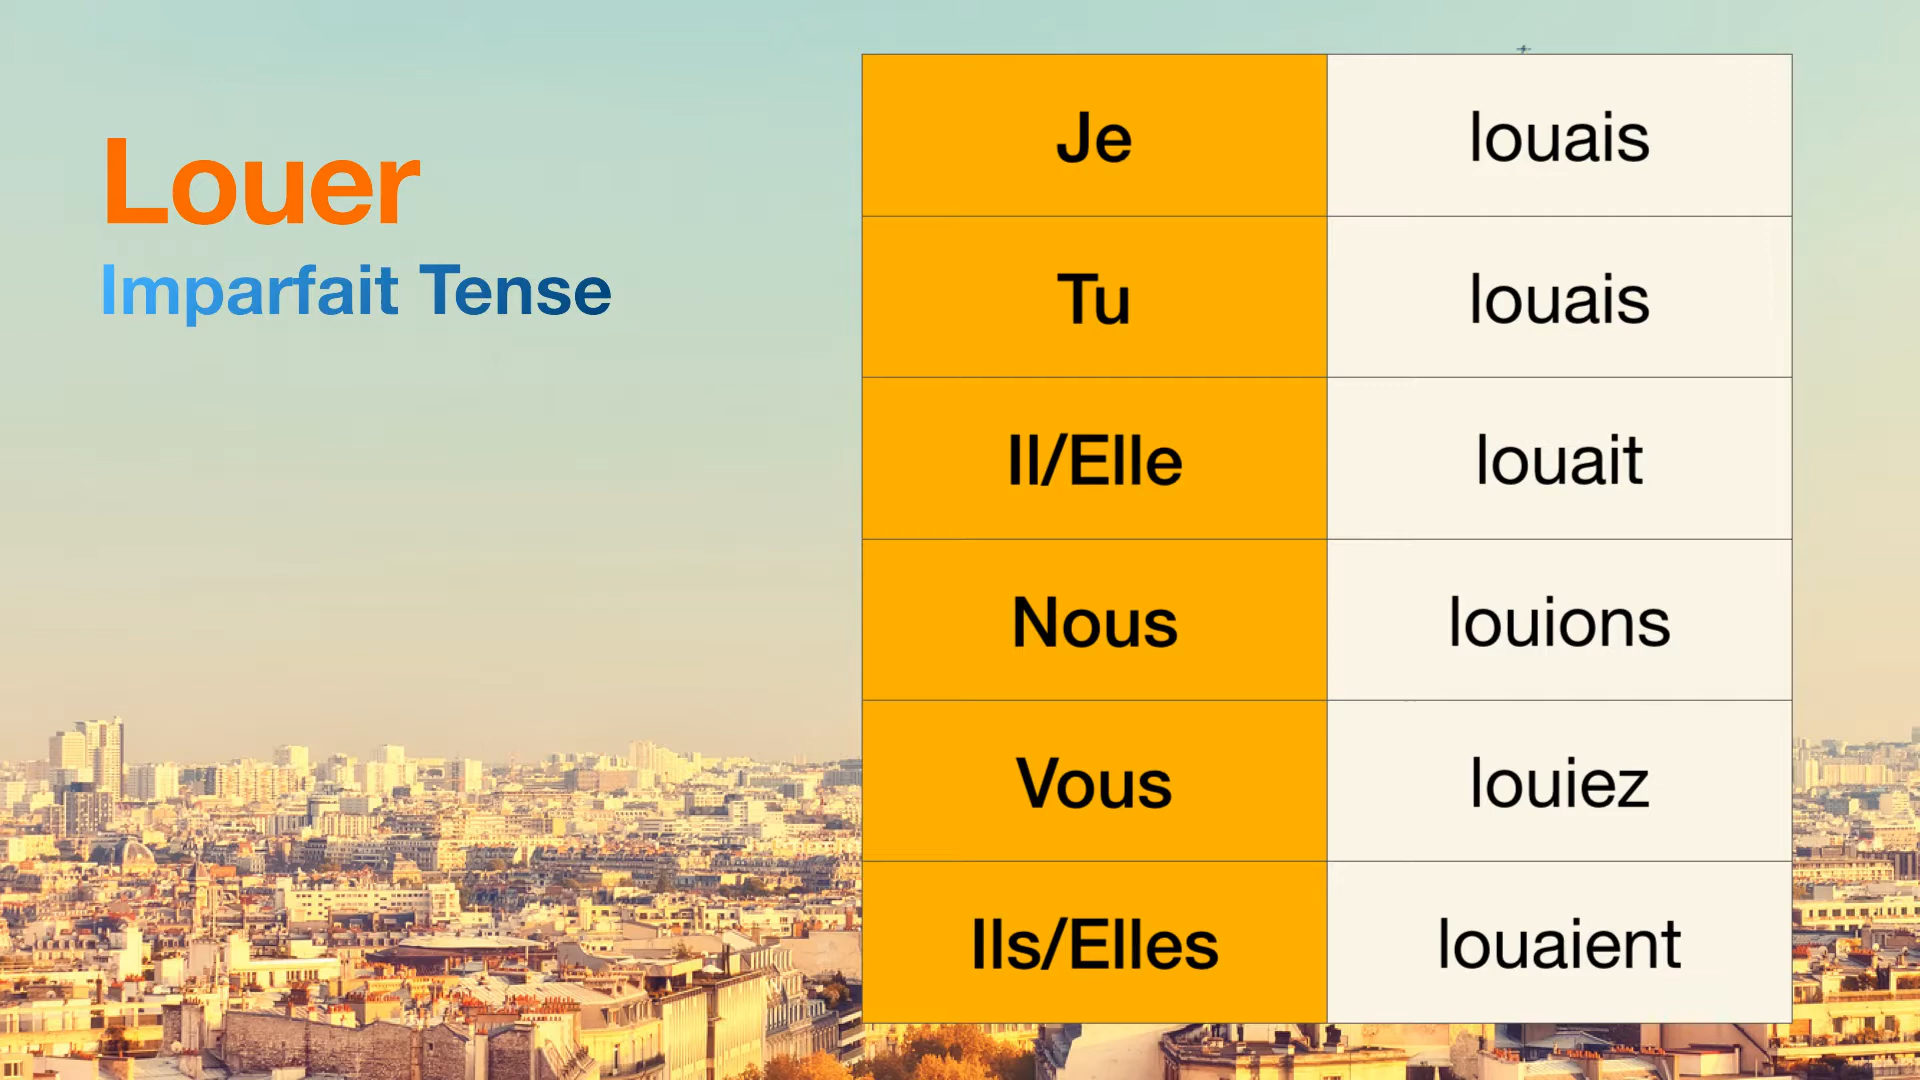 Louer
Imparfait Tense
Je louais
Tu louais
Il/Elle louait
Nous louions
Vous louiez
Ils/Elles louaient